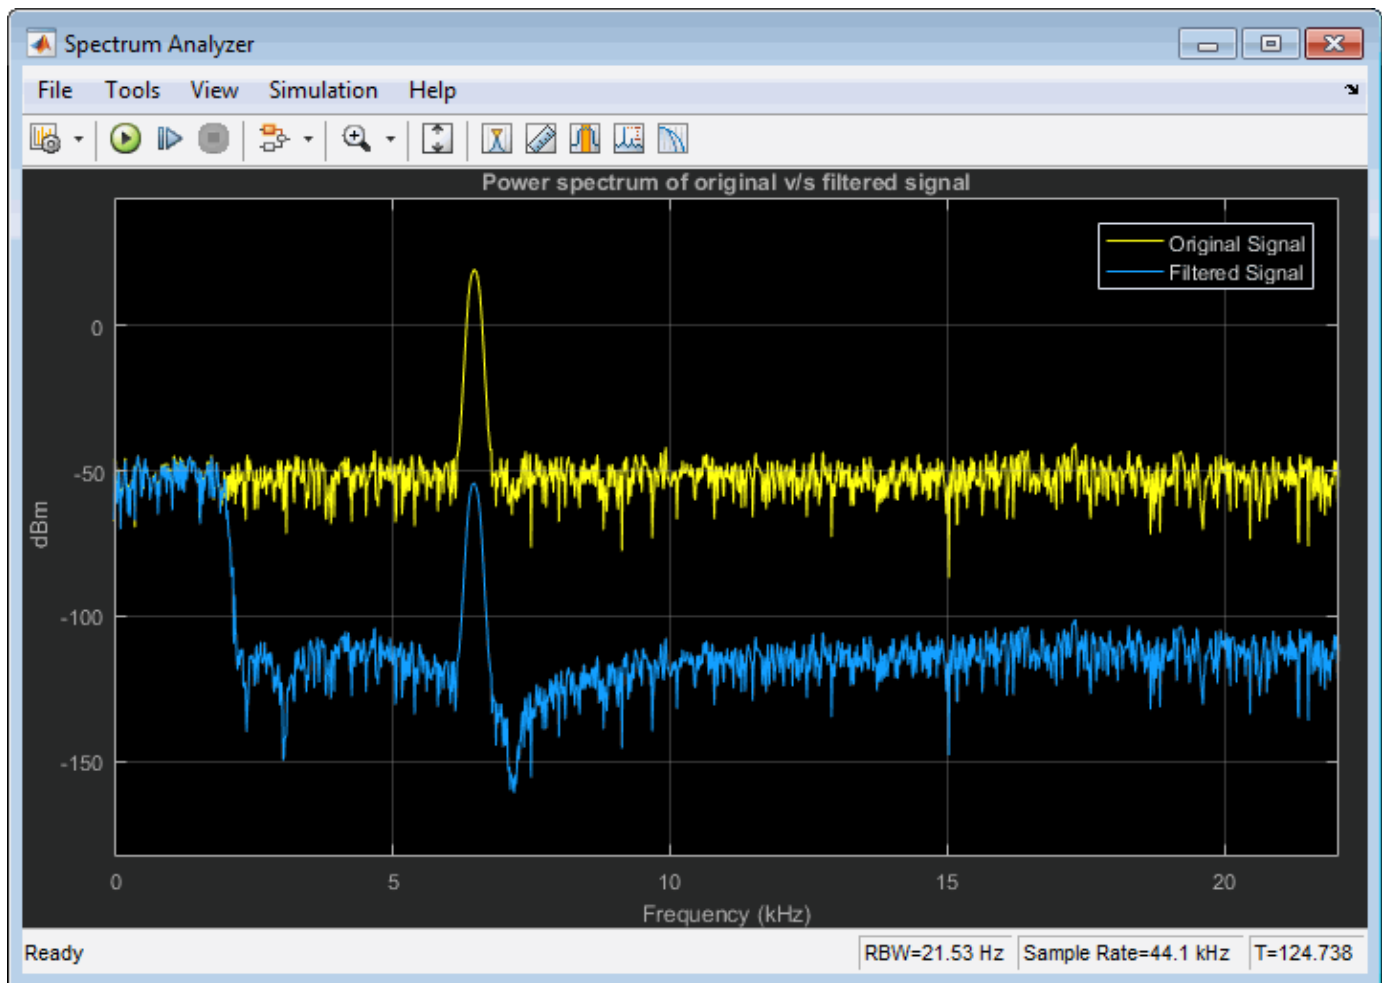 Spectrum Analyzer
File Tools View Simulation Help
Power spectrum of original v/s filtered signal
Original Signal
Filtered Signal
0
-50
-100
-150
dBm
0 5 10 15 20
Frequency (kHz)
Ready RBW=21.53 Hz Sample Rate=44.1 kHz T=124.738